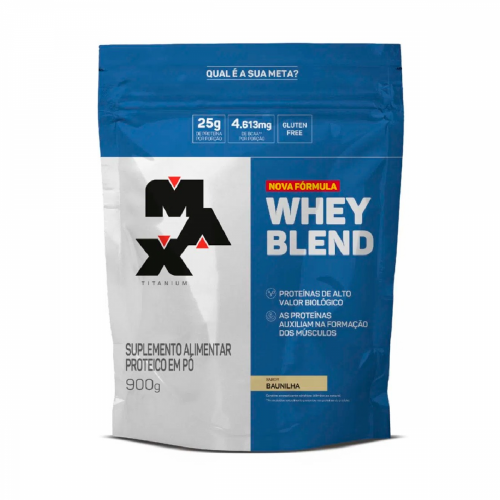 QUAL É A SUA META?
25g
DE PROTEÍNA
POR PORÇÃO
4.613mg
DE BCAA**
POR PORÇÃO
GLUTEN
FREE
MAX
TITANIUM
NOVA FÓRMULA
WHEY
BLEND
PROTEÍNAS DE ALTO
VALOR BIOLÓGICO
AS PROTEÍNAS
AUXILIAM NA FORMAÇÃO
DOS MÚSCULOS
SUPLEMENTO ALIMENTAR
PROTEICO EM PÓ
900g
SABOR
BAUNILHA